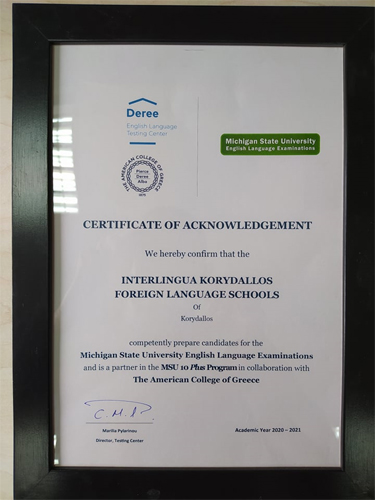 Deree
English Language
Testing Center
Michigan State University
English Language Examinations
THE AMERICAN COLLEGE OF GREECE
Pierce
Deree
Alba
1875
CERTIFICATE OF ACKNOWLEDGEMENT
We hereby confirm that the
INTERLINGUA KORYDALLOS
FOREIGN LANGUAGE SCHOOLS
Of
Korydallos
competently prepare candidates for the
Michigan State University English Language Examinations
and is a partner in the MSU 10 Plus Program in collaboration with
The American College of Greece
Marilia Pylarinou
Director, Testing Center
Academic Year 2020 – 2021